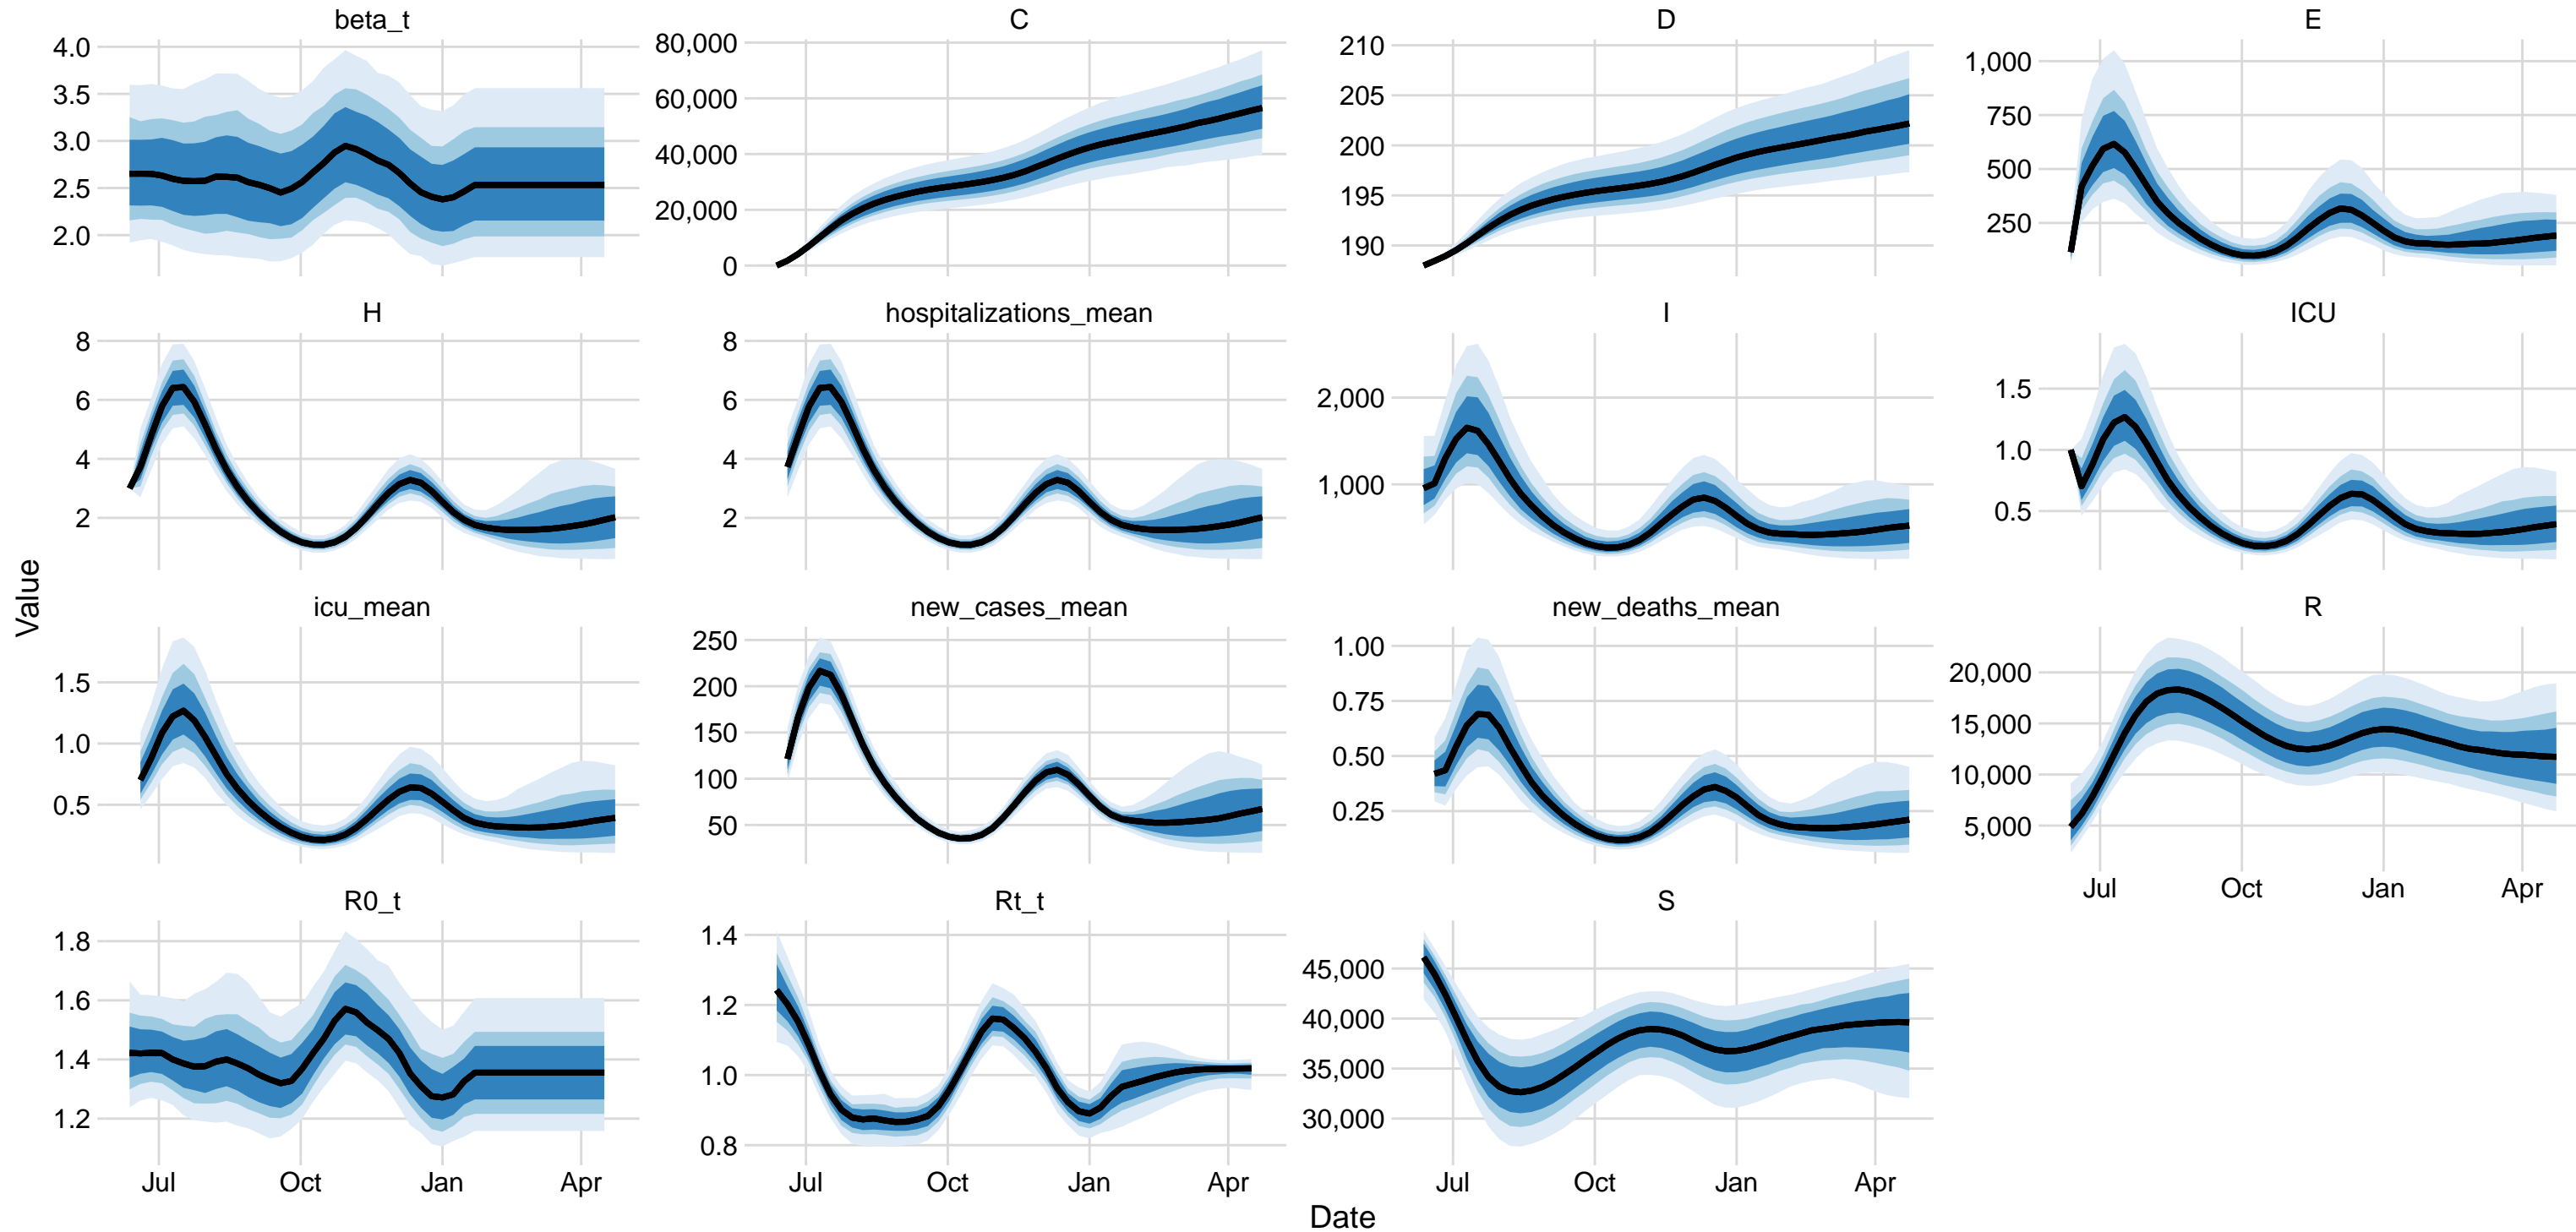 beta_t
C
D
E
4.0
3.5
3.0
2.5
2.0
80,000
60,000
40,000
20,000
0
210
205
200
195
190
1,000
750
500
250
H
hospitalizations_mean
I
ICU
8
6
4
2
8
6
4
2
2,000
1,000
1.5
1.0
0.5
Value
icu_mean
new_cases_mean
new_deaths_mean
R
1.5
1.0
0.5
250
200
150
100
50
1.00
0.75
0.50
0.25
20,000
15,000
10,000
5,000
Jul Oct Jan Apr
R0_t
Rt_t
S
1.8
1.6
1.4
1.2
1.4
1.2
1.0
0.8
45,000
40,000
35,000
30,000
Jul Oct Jan Apr
Jul Oct Jan Apr
Jul Oct Jan Apr
Date